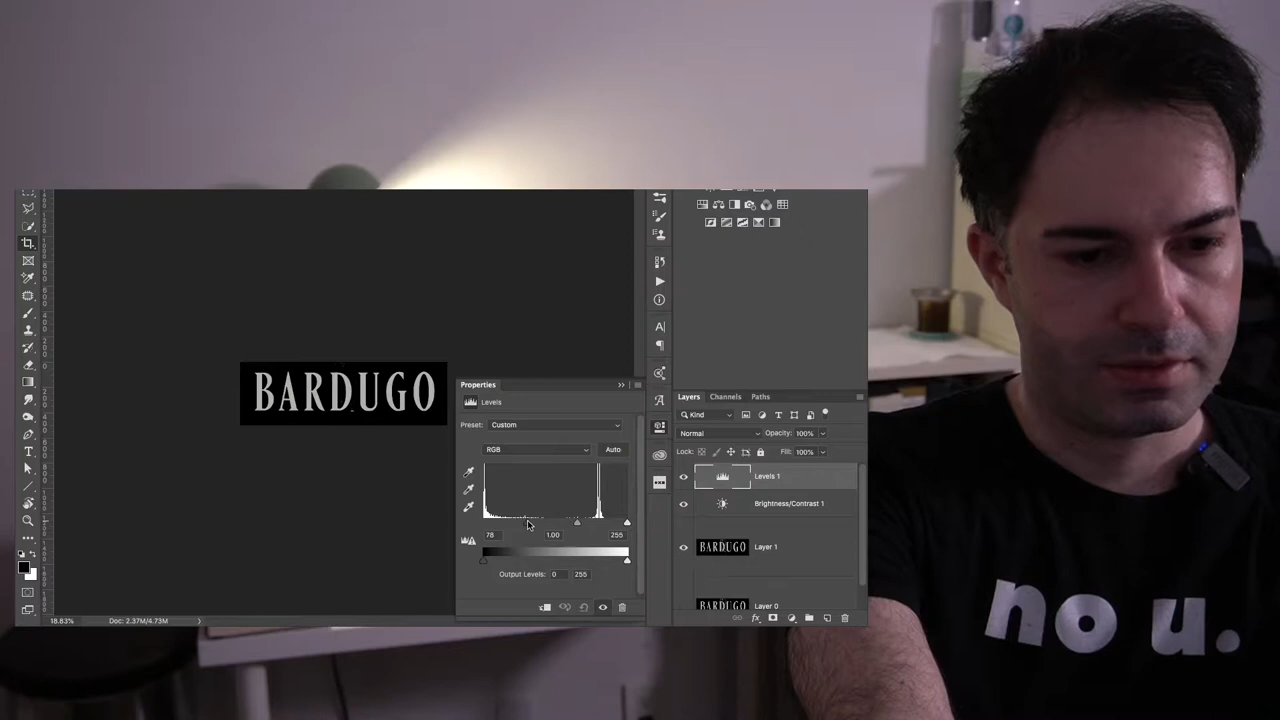 BARDUGO
Properties
Levels
Preset: Custom
RGB
Auto
78
1.00
255
Output Levels: 0 255
18.83%
Doc: 2.37M/4.73M
Layers
Channels
Paths
Kind
Normal
Opacity: 100%
Lock:
Fill: 100%
Levels 1
Brightness/Contrast 1
BARDUGO
Layer 1
BARDUGO
Layer 0
fx
no u.